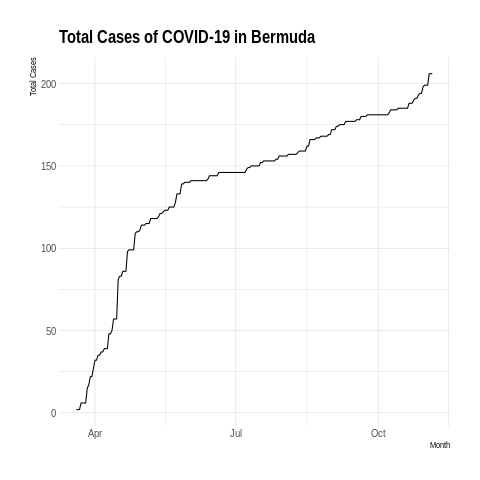 Total Cases of COVID-19 in Bermuda
Total Cases
200
150
100
50
0
Apr Jul Oct
Month